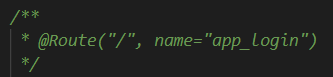 /**
 * @Route("/", name="app_login")
 */